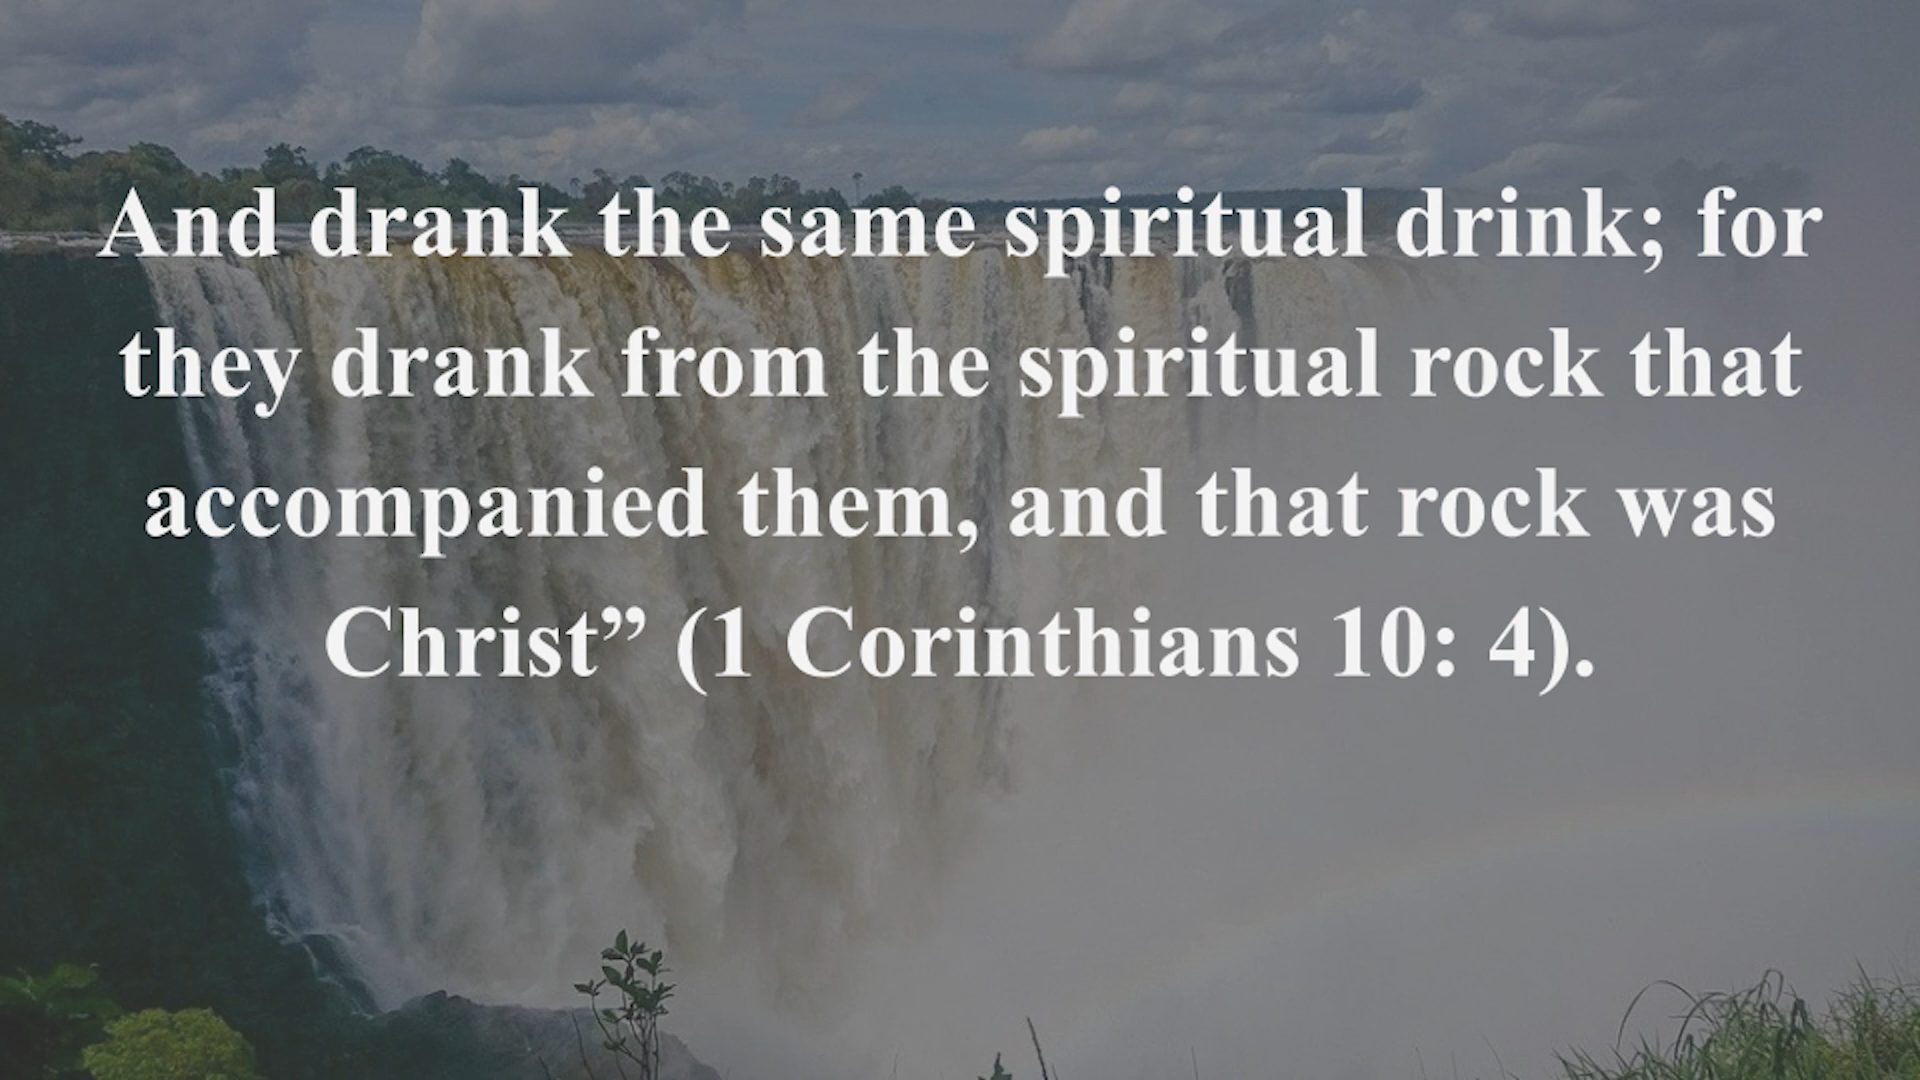 And drank the same spiritual drink; for
they drank from the spiritual rock that
accompanied them, and that rock was
Christ” (1 Corinthians 10: 4).